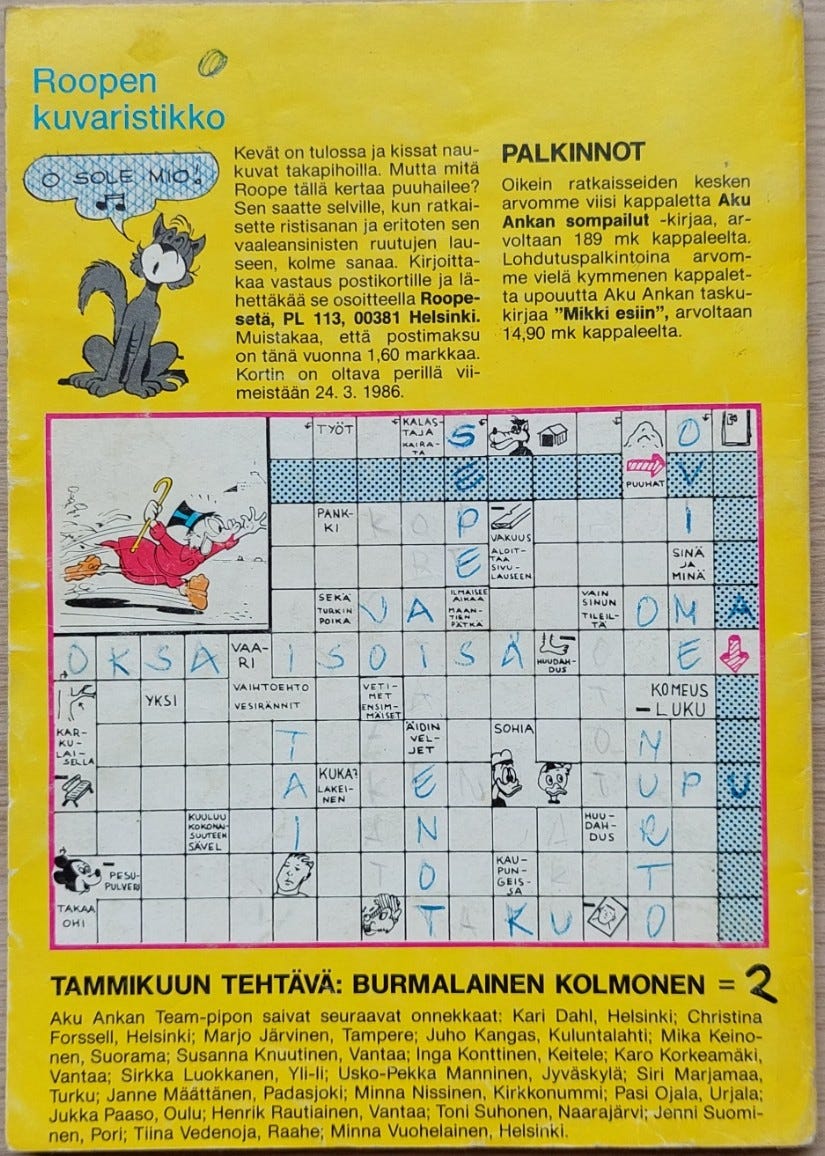 Roopen
kuvaristikko
O SOLE MIO!
Kevät on tulossa ja kissat nau-
kuvat takapihoilla. Mutta mitä
Roope tällä kertaa puuhailee?
Sen saatte selville, kun ratkai-
sette ristisanan ja eritoten sen
vaaleansinisten ruutujen lau-
seen, kolme sanaa. Kirjoitta-
kaa vastaus postikortille ja lä-
hettäkää se osoitteella Roope-
setä, PL 113, 00381 Helsinki.
Muistakaa, että postimaksu
on tänä vuonna 1,60 markkaa.
Kortin on oltava perillä vii-
meistään 24. 3. 1986.
PALKINNOT
Oikein ratkaisseiden kesken
arvomme viisi kappaletta Aku
Ankan sompailut -kirjaa, ar-
voltaan 189 mk kappaleelta.
Lohdutuspalkintoina arvom-
me vielä kymmenen kappalet-
ta upouutta Aku Ankan tasku-
kirjaa "Mikki esiin", arvoltaan
14,90 mk kappaleelta.
TYÖT
KALAS-
TAJA
KAIRA-
TA
S
O
E
PUUHAT
V
PANK-
KI
K O P
VAKUUS
I
R E
ALOIT-
TAA
SIVU-
LAUSEEN
SINÄ
JA
MINÄ
SEKÄ
TURKIN
POIKA
V A
ILMAISEE
AIKAA
MAAN-
TIEN
PÄTKÄ
VAIN
SINUN
TILEIL-
TÄ
O M A
O K S A
VAA-
RI
I S O I S Ä
HUUDAH-
DUS
O E
YKSI
VAIHTOEHTO
VESIRÄNNIT
VETI-
MET
ENSIM-
MÄISET
A
T
KOMEUS
LUKU
KAR-
KU-
LAI-
SELLA
T
ÄIDIN
VEL-
JET
SOHIA
O N
A
KUKA?
LAKEI-
NEN
K E N
T U P U
KUULUU
KOKONAI-
SUUTEEN
SÄVEL
I
A N
A
HUU-
DAH-
DUS
R
PESU-
PULVERI
T O
KAU-
PUN-
GEIS-
SA
K
T
TAKAA
OHI
T A K U
O
TAMMIKUUN TEHTÄVÄ: BURMALAINEN KOLMONEN = 2
Aku Ankan Team-pipon saivat seuraavat onnekkaat: Kari Dahl, Helsinki; Christina
Forssell, Helsinki; Marjo Järvinen, Tampere; Juho Kangas, Kuluntalahti; Mika Keino-
nen, Suorama; Susanna Knuutinen, Vantaa; Inga Konttinen, Keitele; Karo Korkeamäki,
Vantaa; Sirkka Luokkanen, Yli-Ii; Usko-Pekka Manninen, Jyväskylä; Siri Marjamaa,
Turku; Janne Määttänen, Padasjoki; Minna Nissinen, Kirkkonummi; Pasi Ojala, Urjala;
Jukka Paaso, Oulu; Henrik Rautiainen, Vantaa; Toni Suhonen, Naarajärvi; Jenni Suomi-
nen, Pori; Tiina Vedenoja, Raahe; Minna Vuohelainen, Helsinki.